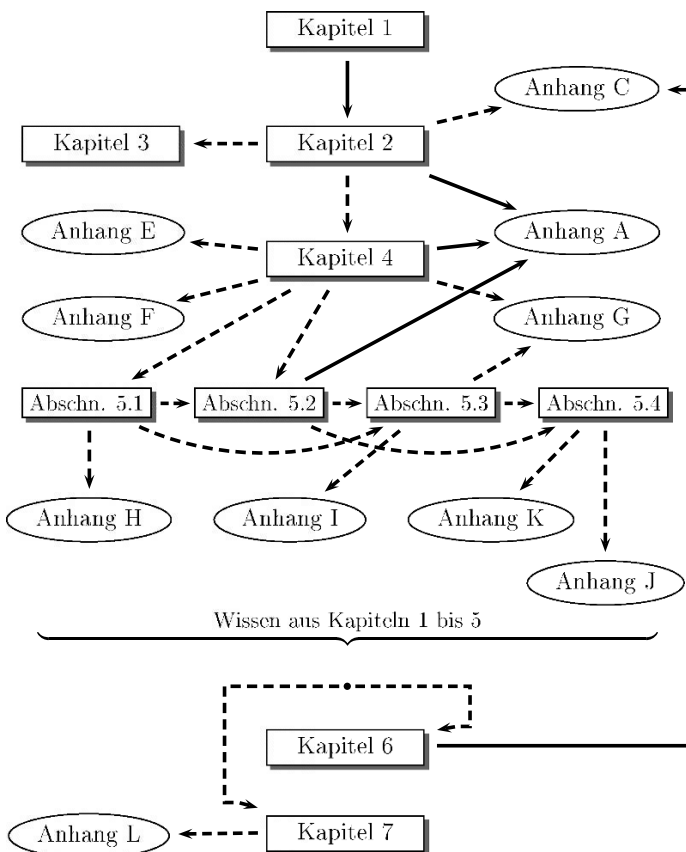 Kapitel 1
Anhang C
Kapitel 3
Kapitel 2
Anhang E
Kapitel 4
Anhang A
Anhang F
Anhang G
Abschn. 5.1
Abschn. 5.2
Abschn. 5.3
Abschn. 5.4
Anhang H
Anhang I
Anhang K
Anhang J
Wissen aus Kapiteln 1 bis 5
Kapitel 6
Anhang L
Kapitel 7